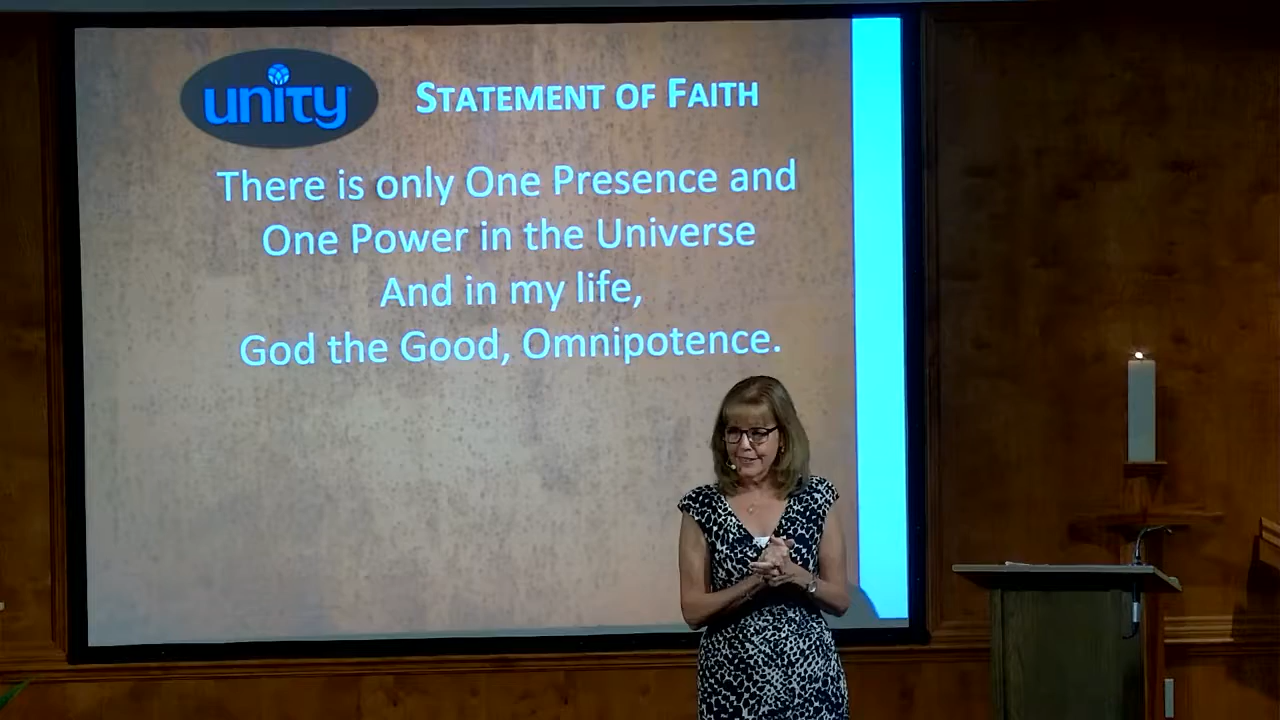 unity
STATEMENT OF FAITH
There is only One Presence and
One Power in the Universe
And in my life,
God the Good, Omnipotence.